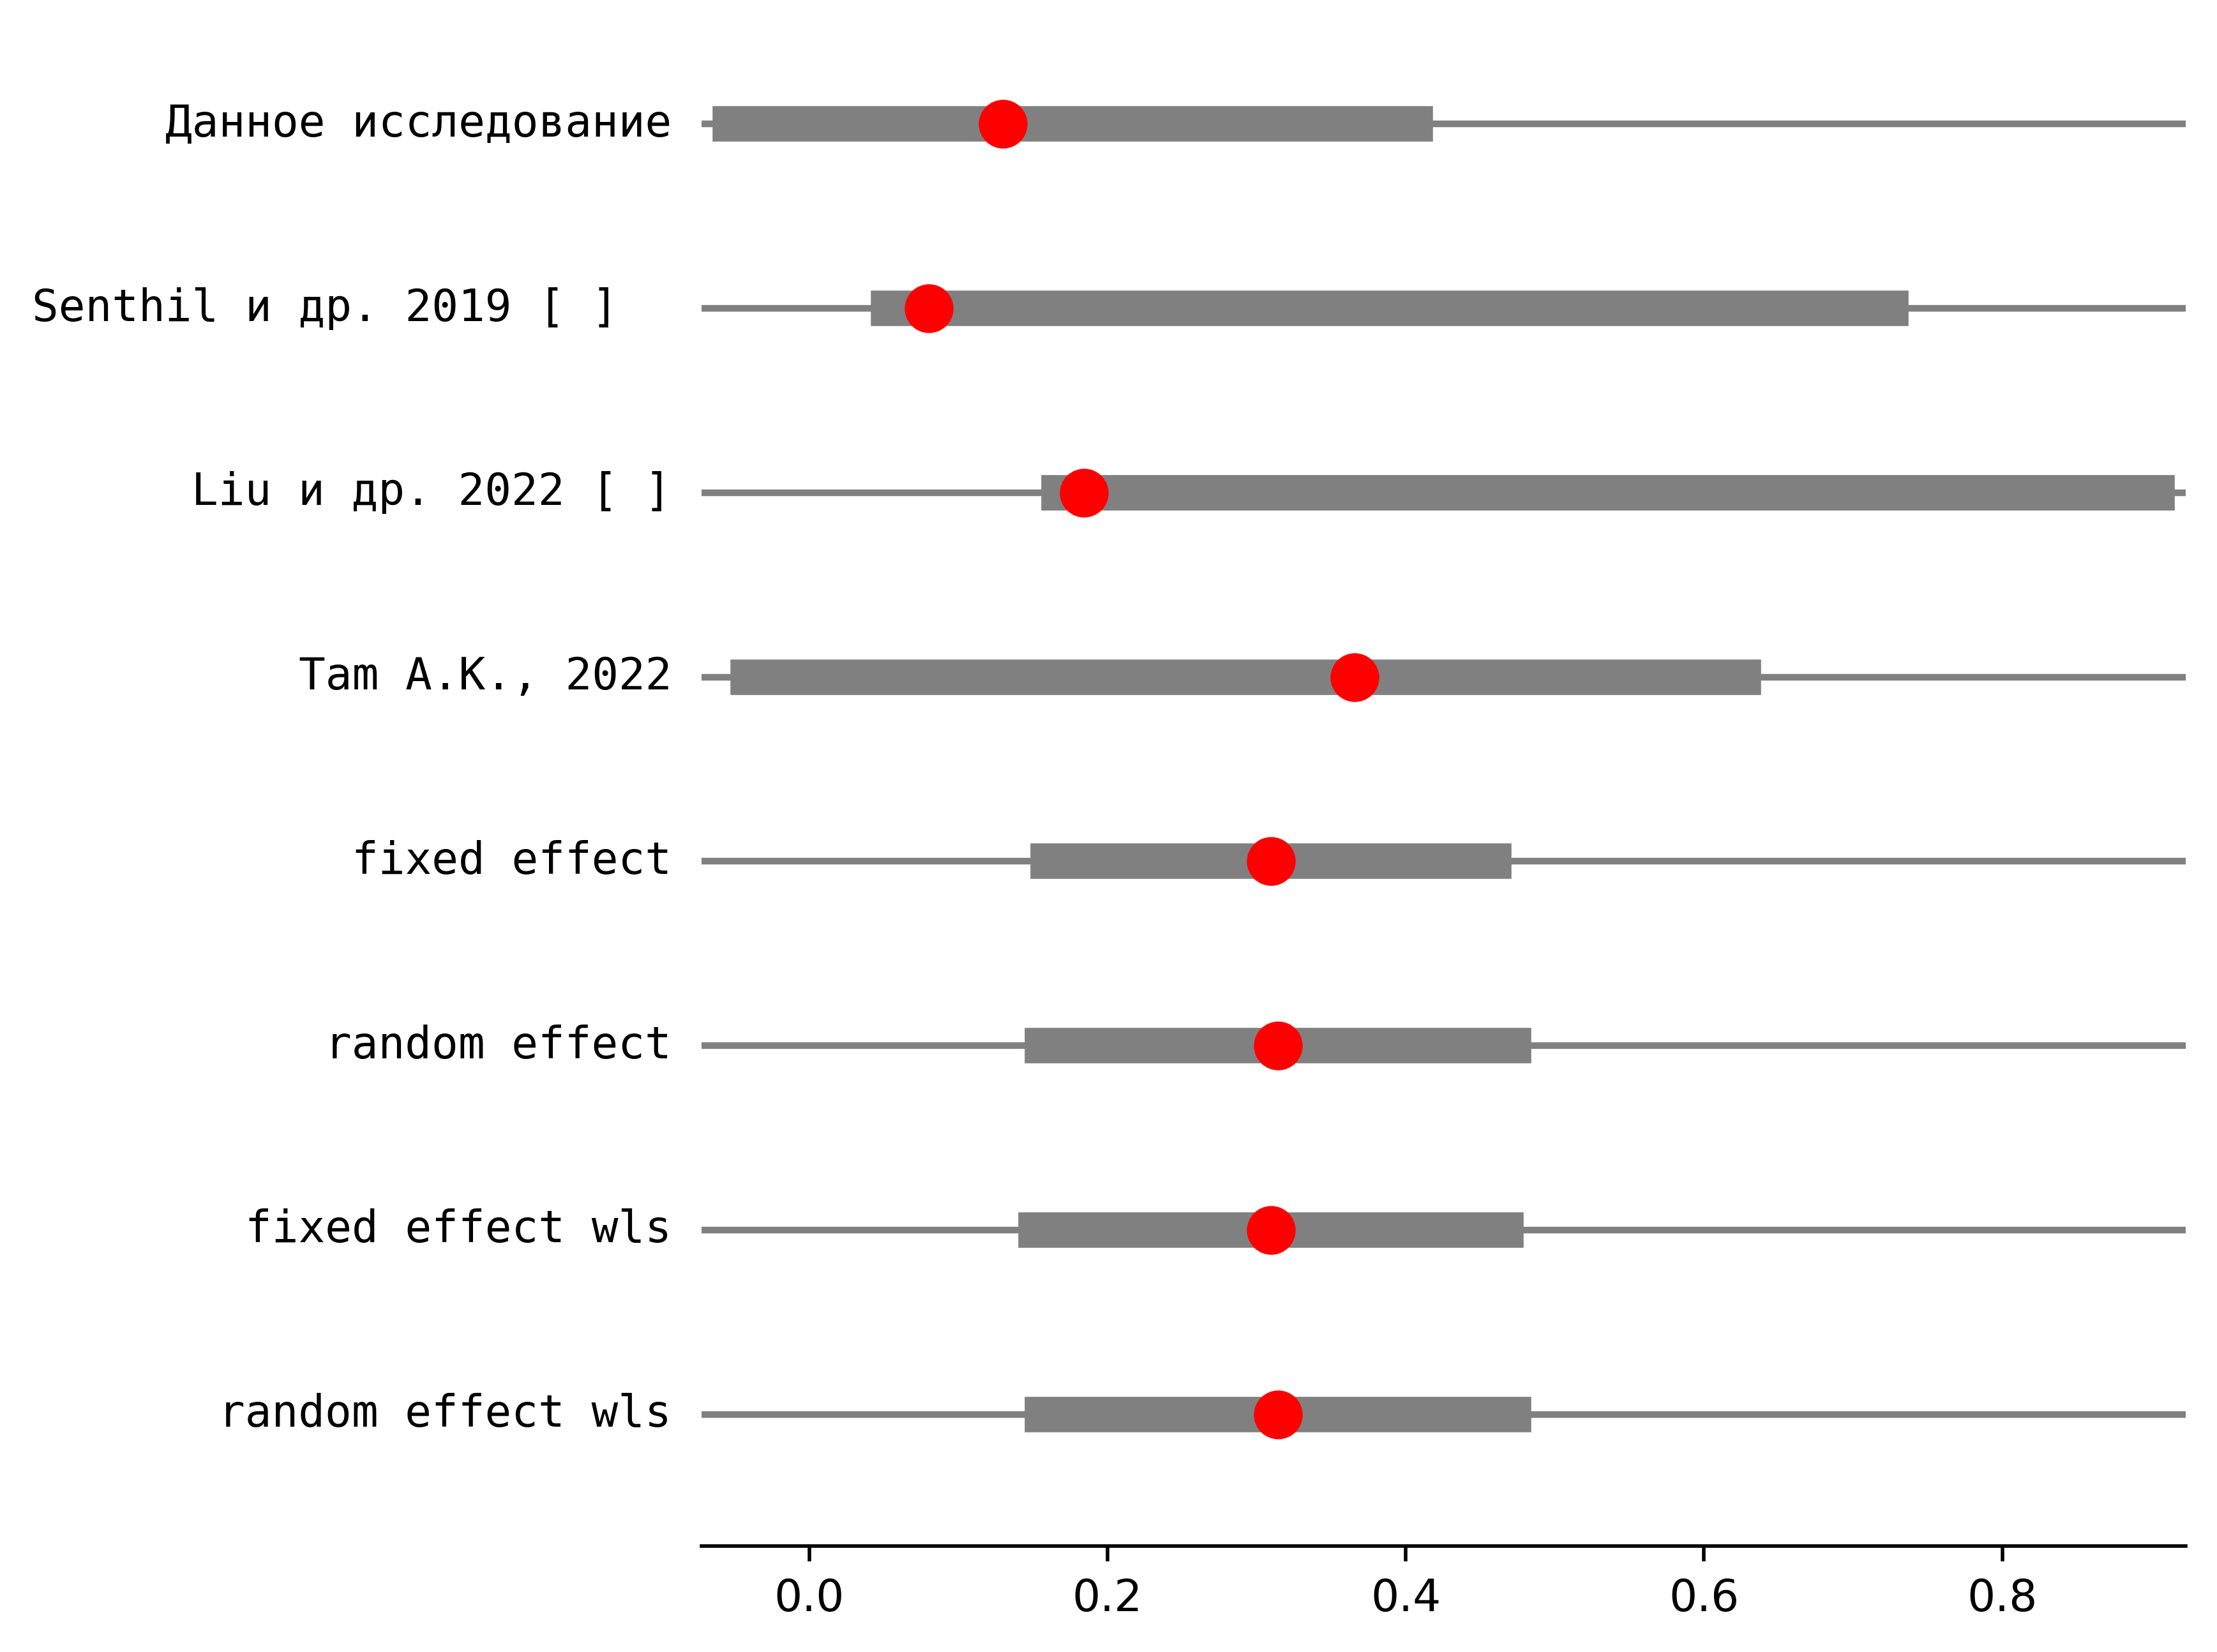 Данное исследование
Senthil и др. 2019 [ ]
Liu и др. 2022 [ ]
Tam A.K., 2022
fixed effect
random effect
fixed effect wls
random effect wls
0.0 0.2 0.4 0.6 0.8